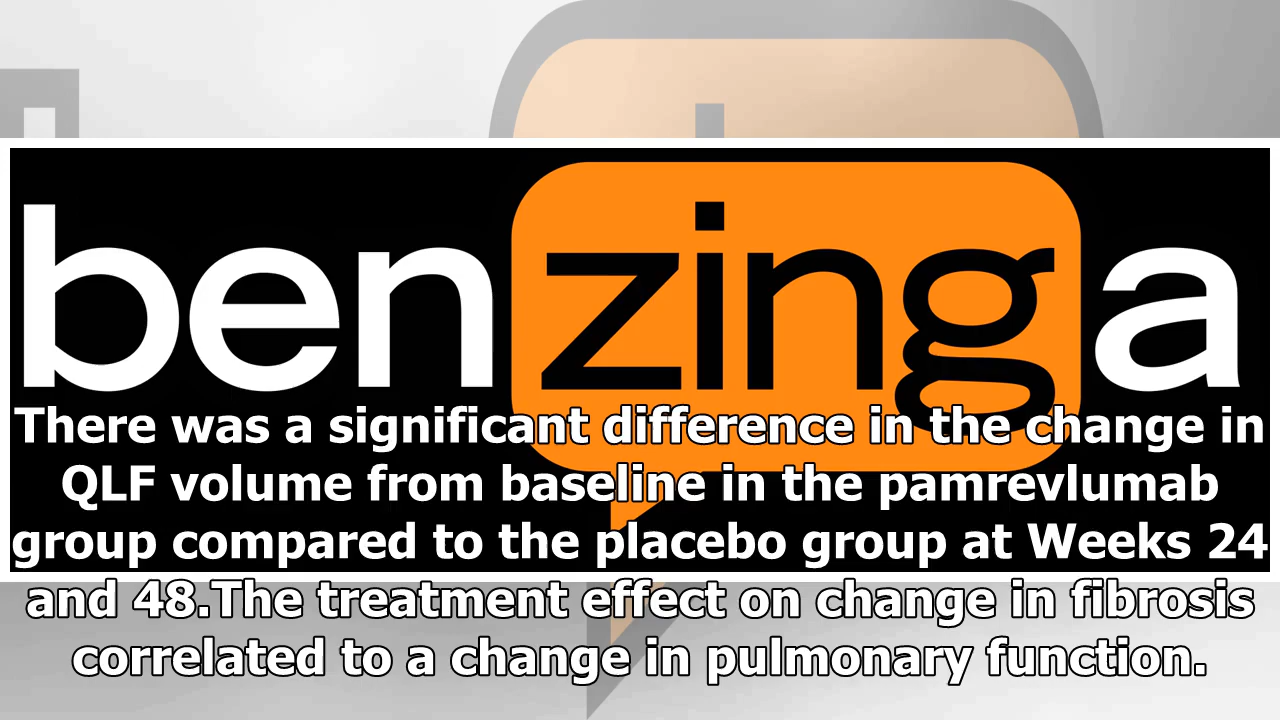 benzinga
There was a significant difference in the change in
QLF volume from baseline in the pamrevlumab
group compared to the placebo group at Weeks 24
and 48.The treatment effect on change in fibrosis
correlated to a change in pulmonary function.